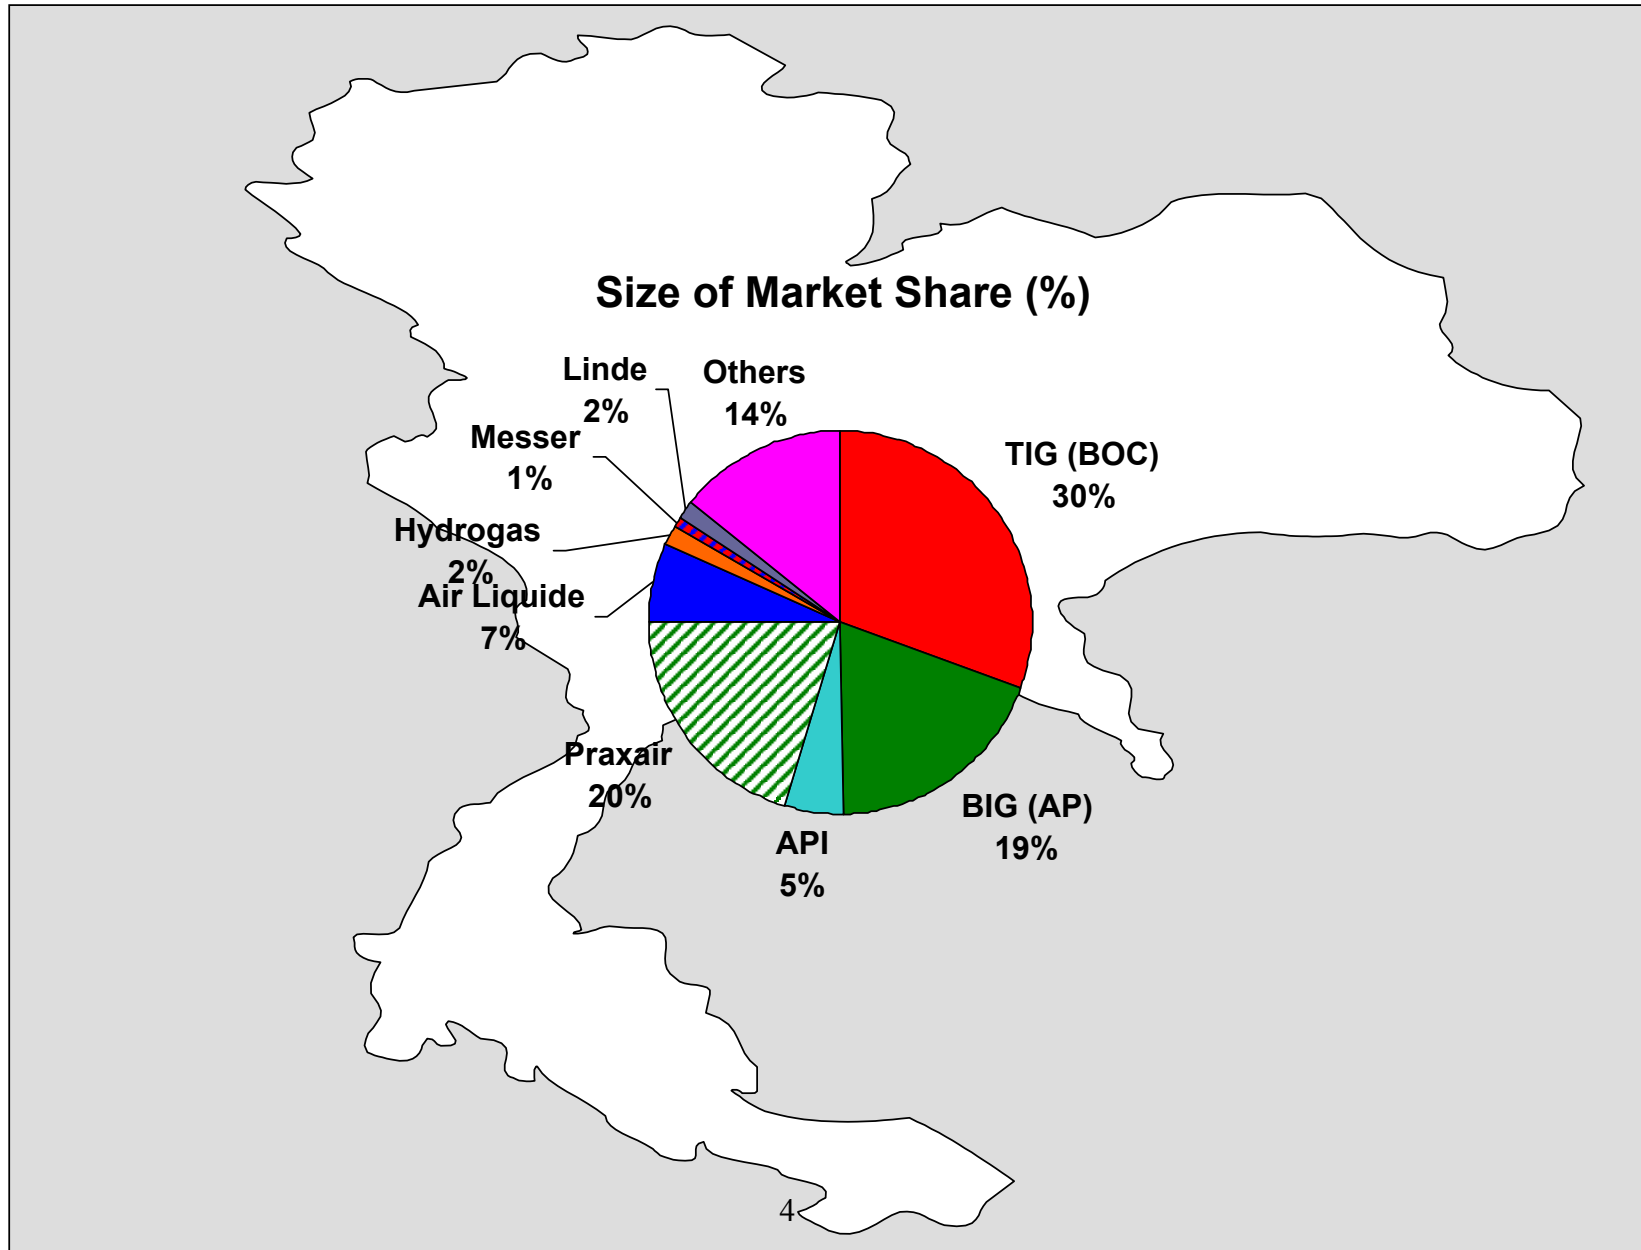 Size of Market Share (%)
Linde
2%
Others
14%
Messer
1%
TIG (BOC)
30%
Hydrogas
2%
Air Liquide
7%
Praxair
20%
BIG (AP)
19%
API
5%
4